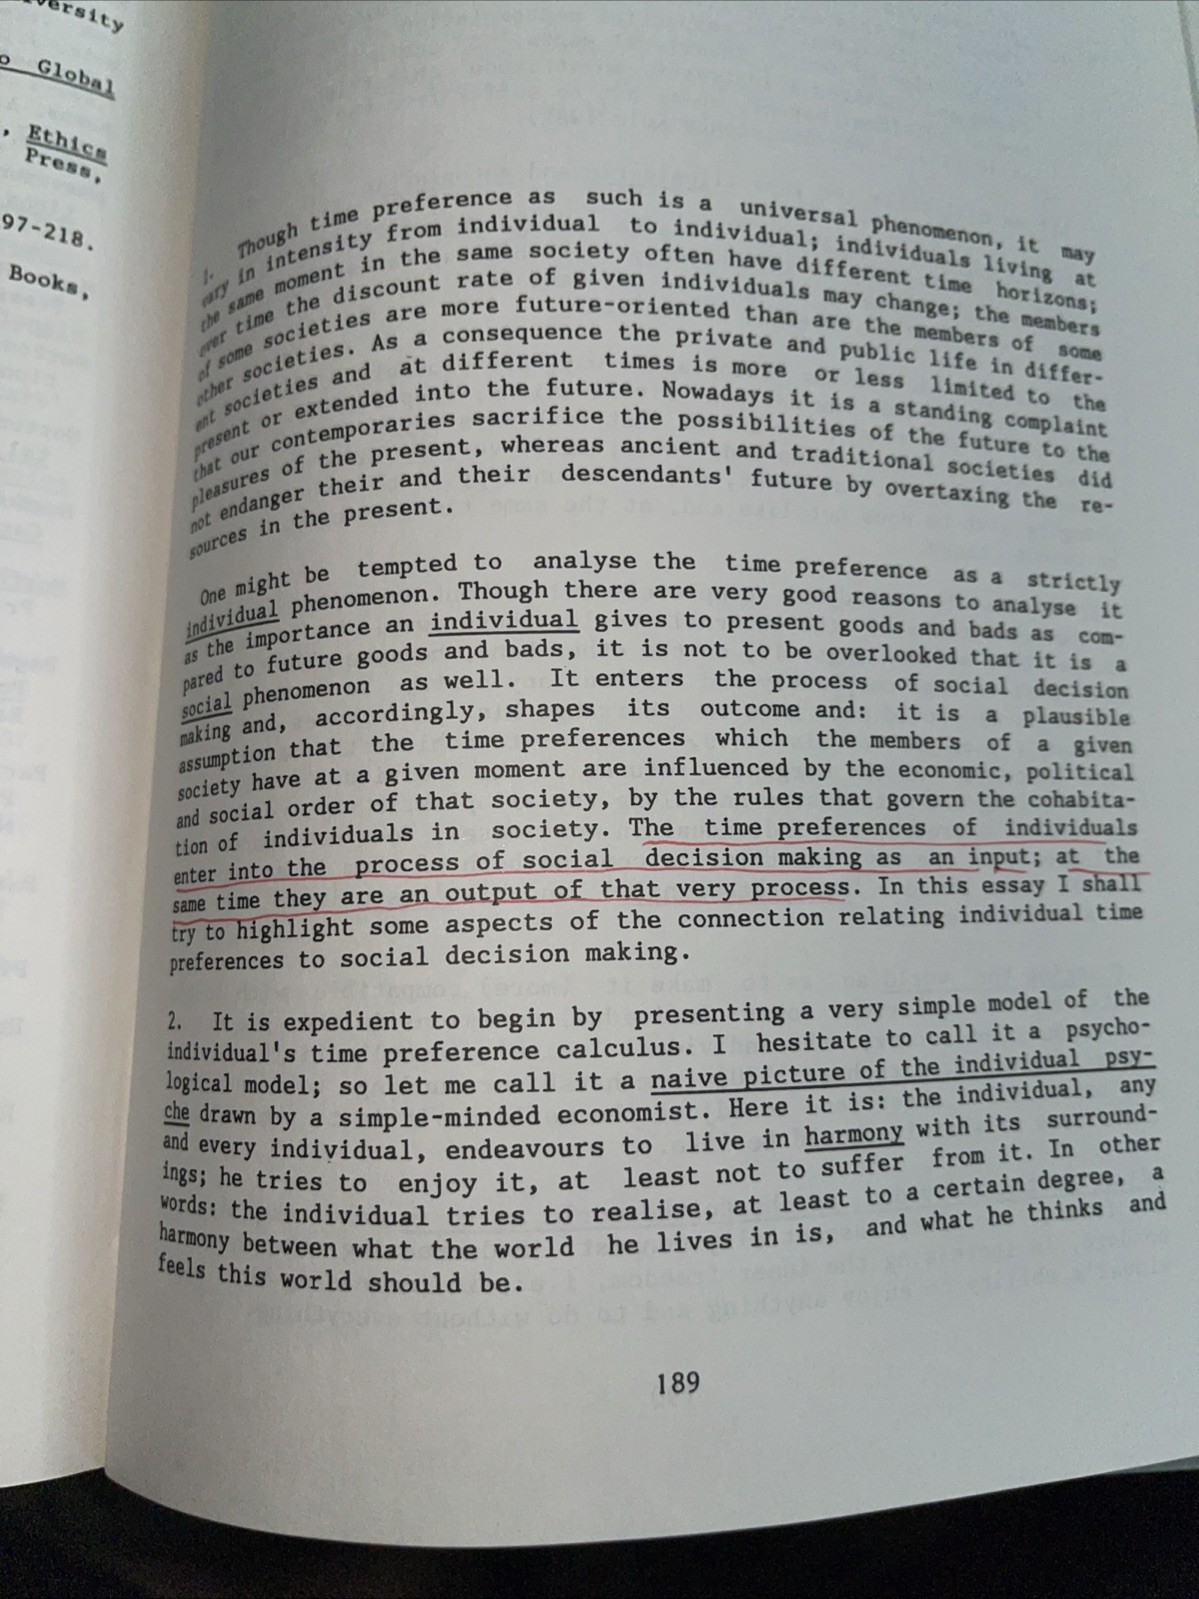 versity
Global
, Ethics
Press,
97-218.
Books,
1. Though time preference as such is a universal phenomenon, it may
vary in intensity from individual to individual; individuals living at
the same moment in the same society often have different time horizons;
over time the discount rate of given individuals may change; the members
of some societies are more future-oriented than are the members of some
other societies. As a consequence the private and public life in differ-
ent societies and at different times is more or less limited to the
present or extended into the future. Nowadays it is a standing complaint
that our contemporaries sacrifice the possibilities of the future to the
pleasures of the present, whereas ancient and traditional societies did
not endanger their and their descendants' future by overtaxing the re-
sources in the present.
One might be tempted to analyse the time preference as a strictly
individual phenomenon. Though there are very good reasons to analyse it
as the importance an individual gives to present goods and bads as com-
pared to future goods and bads, it is not to be overlooked that it is a
social phenomenon as well. It enters the process of social decision
making and, accordingly, shapes its outcome and: it is a plausible
assumption that the time preferences which the members of a given
society have at a given moment are influenced by the economic, political
and social order of that society, by the rules that govern the cohabita-
tion of individuals in society. The time preferences of individuals
enter into the process of social decision making as an input; at the
same time they are an output of that very process. In this essay I shall
try to highlight some aspects of the connection relating individual time
preferences to social decision making.
2. It is expedient to begin by presenting a very simple model of the
individual's time preference calculus. I hesitate to call it a psycho-
logical model; so let me call it a naive picture of the individual psy-
che drawn by a simple-minded economist. Here it is: the individual, any
and every individual, endeavours to live in harmony with its surround-
ings; he tries to enjoy it, at least not to suffer from it. In other
words: the individual tries to realise, at least to a certain degree, a
harmony between what the world he lives in is, and what he thinks and
feels this world should be.
189